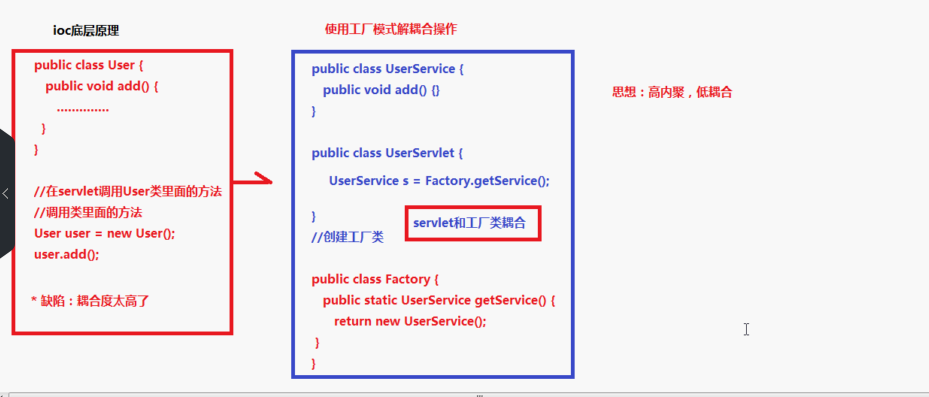 ioc底层原理
public class User {
public void add() {
..............
}
}
//在servlet调用User类里面的方法
//调用类里面的方法
User user = new User();
user.add();
* 缺陷：耦合度太高了
使用工厂模式解耦合操作
public class UserService {
public void add() {}
}
public class UserServlet {
UserService s = Factory.getService();
}
servlet和工厂类耦合
//创建工厂类
public class Factory {
public static UserService getService() {
return new UserService();
}
}
思想：高内聚，低耦合